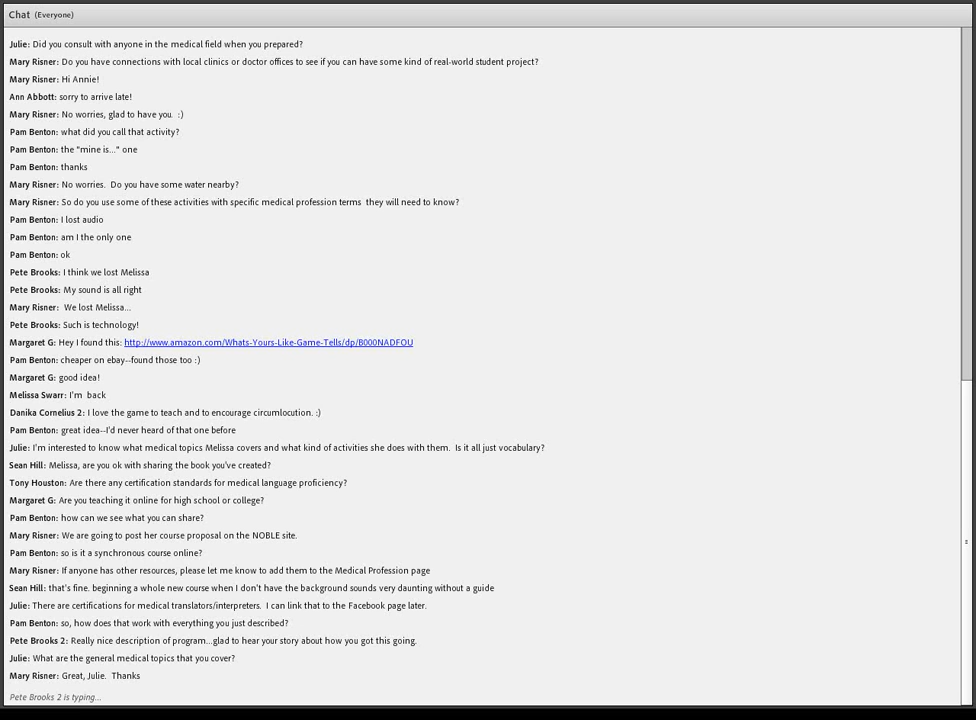 Chat (Everyone)
Julie: Did you consult with anyone in the medical field when you prepared?
Mary Risner: Do you have connections with local clinics or doctor offices to see if you can have some kind of real-world student project?
Mary Risner: Hi Annie!
Ann Abbott: sorry to arrive late!
Mary Risner: No worries, glad to have you. :)
Pam Benton: what did you call that activity?
Pam Benton: the "mine is..." one
Pam Benton: thanks
Mary Risner: No worries. Do you have some water nearby?
Mary Risner: So do you use some of these activities with specific medical profession terms they will need to know?
Pam Benton: I lost audio
Pam Benton: am I the only one
Pam Benton: ok
Pete Brooks: I think we lost Melissa
Pete Brooks: My sound is all right
Mary Risner: We lost Melissa...
Pete Brooks: Such is technology!
Margaret G: Hey I found this: http://www.amazon.com/Whats-Yours-Like-Game-Tells/dp/B000NADFOU
Pam Benton: cheaper on ebay--found those too :)
Margaret G: good idea!
Melissa Swarr: I'm back
Danika Cornelius 2: I love the game to teach and to encourage circumlocution. :)
Pam Benton: great idea--I'd never heard of that one before
Julie: I'm interested to know what medical topics Melissa covers and what kind of activities she does with them. Is it all just vocabulary?
Sean Hill: Melissa, are you ok with sharing the book you've created?
Tony Houston: Are there any certification standards for medical language proficiency?
Margaret G: Are you teaching it online for high school or college?
Pam Benton: how can we see what you can share?
Mary Risner: We are going to post her course proposal on the NOBLE site.
Pam Benton: so is it a synchronous course online?
Mary Risner: If anyone has other resources, please let me know to add them to the Medical Profession page
Sean Hill: that's fine. beginning a whole new course when I don't have the background sounds very daunting without a guide
Julie: There are certifications for medical translators/interpreters. I can link that to the Facebook page later.
Pam Benton: so, how does that work with everything you just described?
Pete Brooks 2: Really nice description of program...glad to hear your story about how you got this going.
Julie: What are the general medical topics that you cover?
Mary Risner: Great, Julie. Thanks
Pete Brooks 2 is typing...